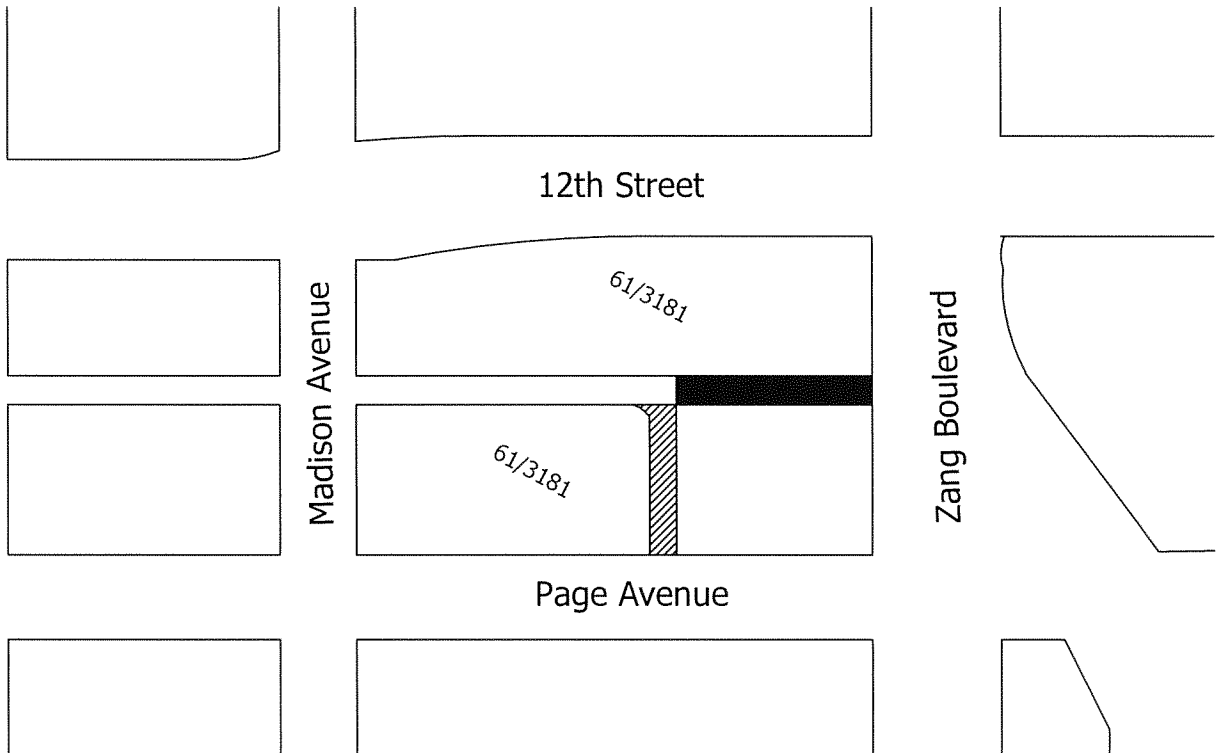 12th Street
61/3181
Madison Avenue
Zang Boulevard
61/3181
Page Avenue